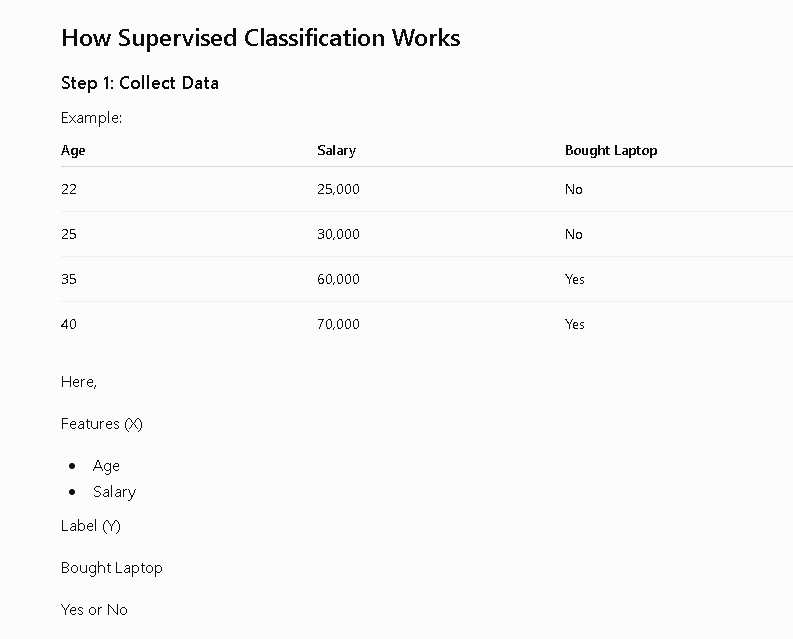 How Supervised Classification Works
Step 1: Collect Data
Example:
Age Salary Bought Laptop
22 25,000 No
25 30,000 No
35 60,000 Yes
40 70,000 Yes
Here,
Features (X)
• Age
• Salary
Label (Y)
Bought Laptop
Yes or No